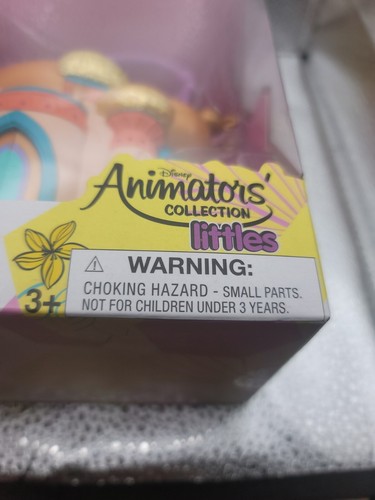 Disney
Animators'
COLLECTION
littles
WARNING:
CHOKING HAZARD - SMALL PARTS.
3+
NOT FOR CHILDREN UNDER 3 YEARS.